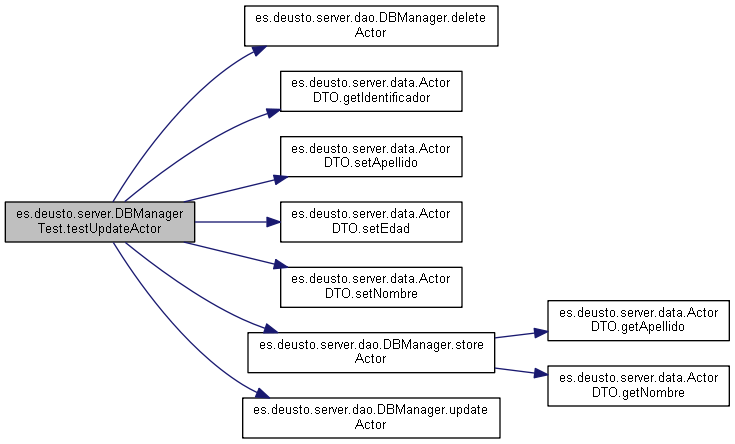 es.deusto.server.dao.DBManager.delete
Actor
es.deusto.server.data.Actor
DTO.getIdentificador
es.deusto.server.data.Actor
DTO.setApellido
es.deusto.server.DBManager
Test.testUpdateActor
es.deusto.server.data.Actor
DTO.setEdad
es.deusto.server.data.Actor
DTO.setNombre
es.deusto.server.dao.DBManager.store
Actor
es.deusto.server.data.Actor
DTO.getApellido
es.deusto.server.data.Actor
DTO.getNombre
es.deusto.server.dao.DBManager.update
Actor